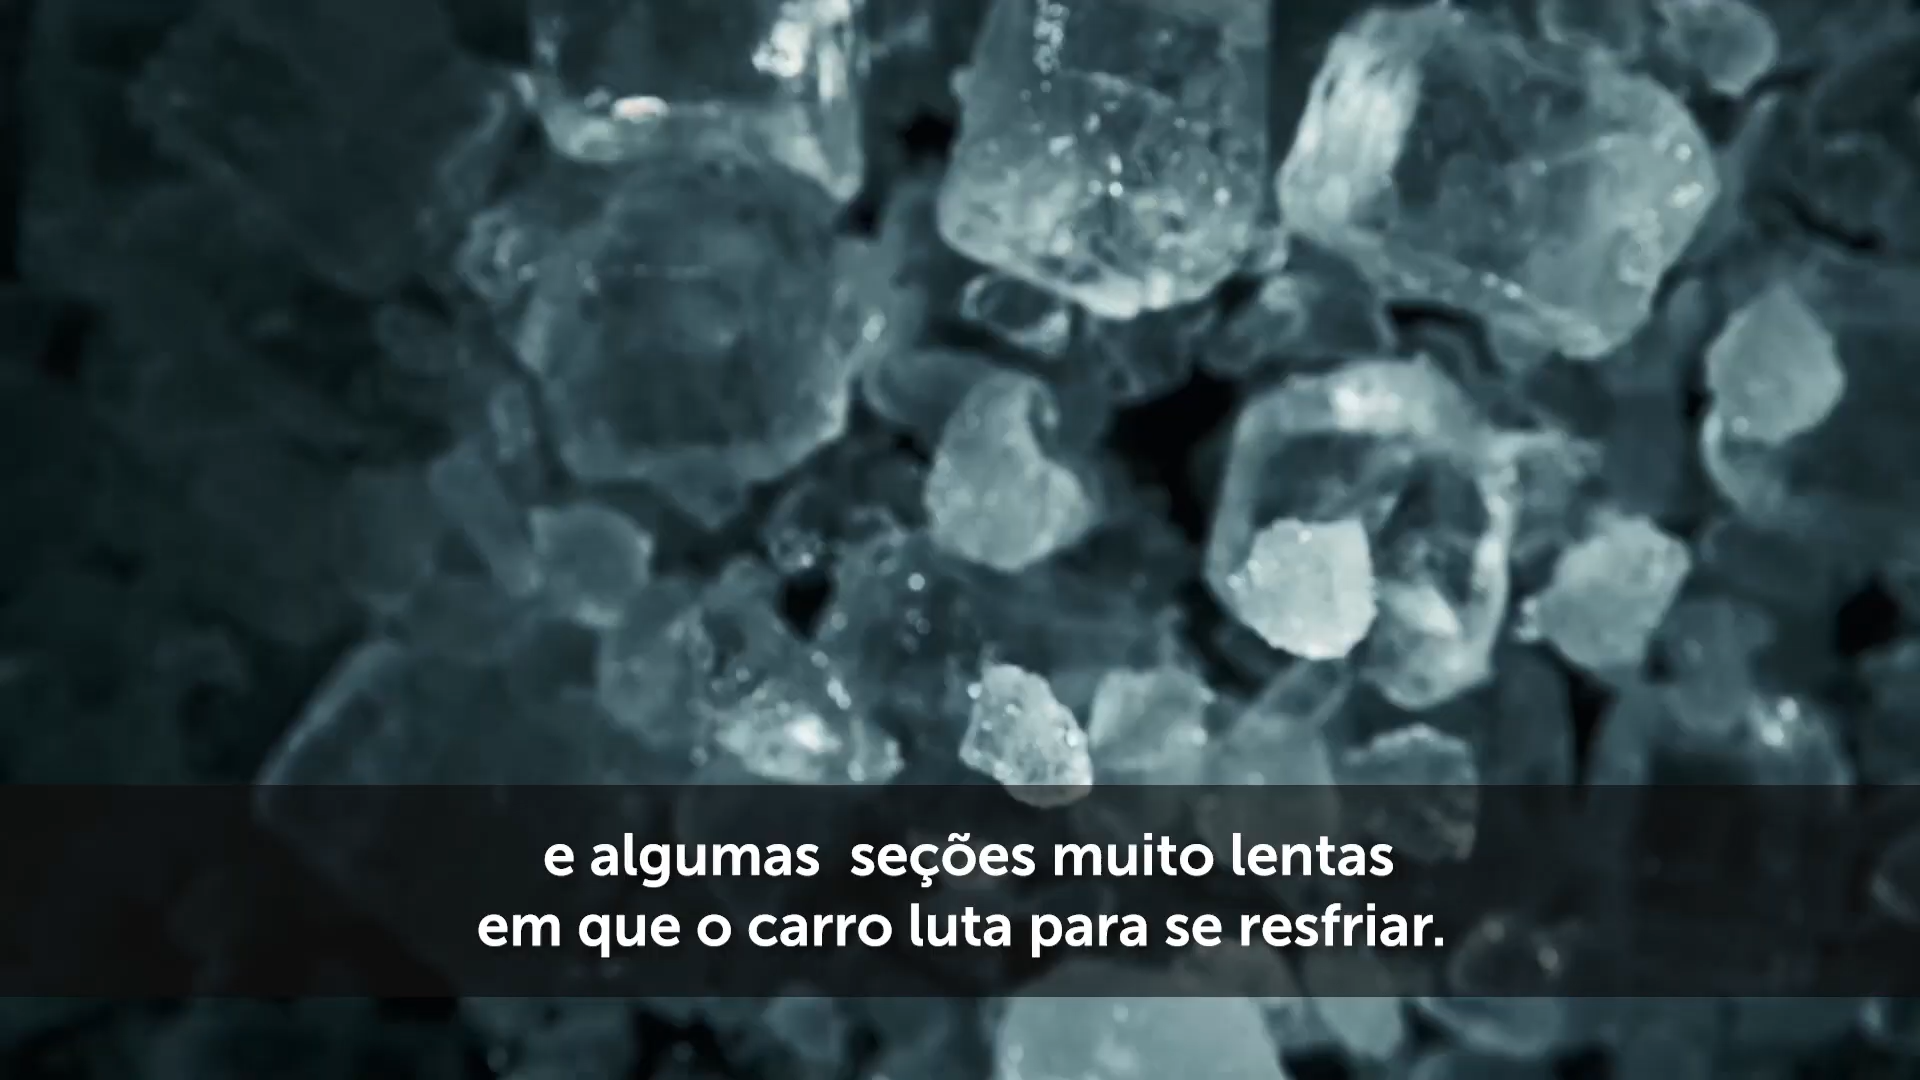 e algumas  seções muito lentas
em que o carro luta para se resfriar.